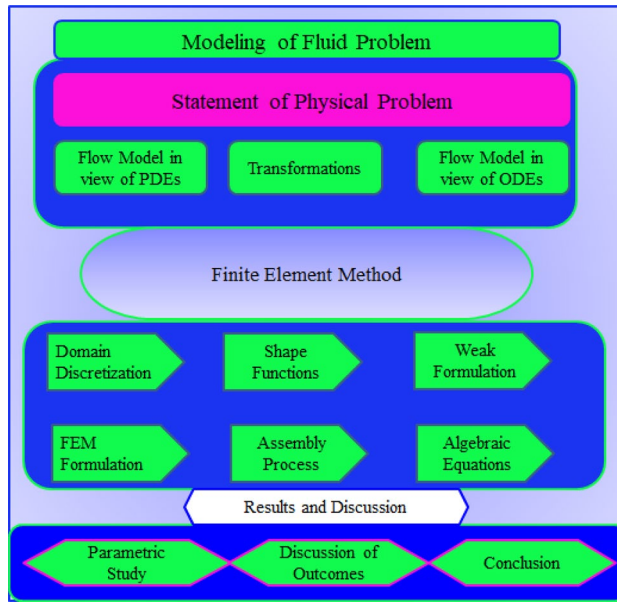 Modeling of Fluid Problem
Statement of Physical Problem
Flow Model in
view of PDEs
Transformations
Flow Model in
view of ODEs
Finite Element Method
Domain
Discretization
Shape
Functions
Weak
Formulation
FEM
Formulation
Assembly
Process
Algebraic
Equations
Results and Discussion
Parametric
Study
Discussion of
Outcomes
Conclusion